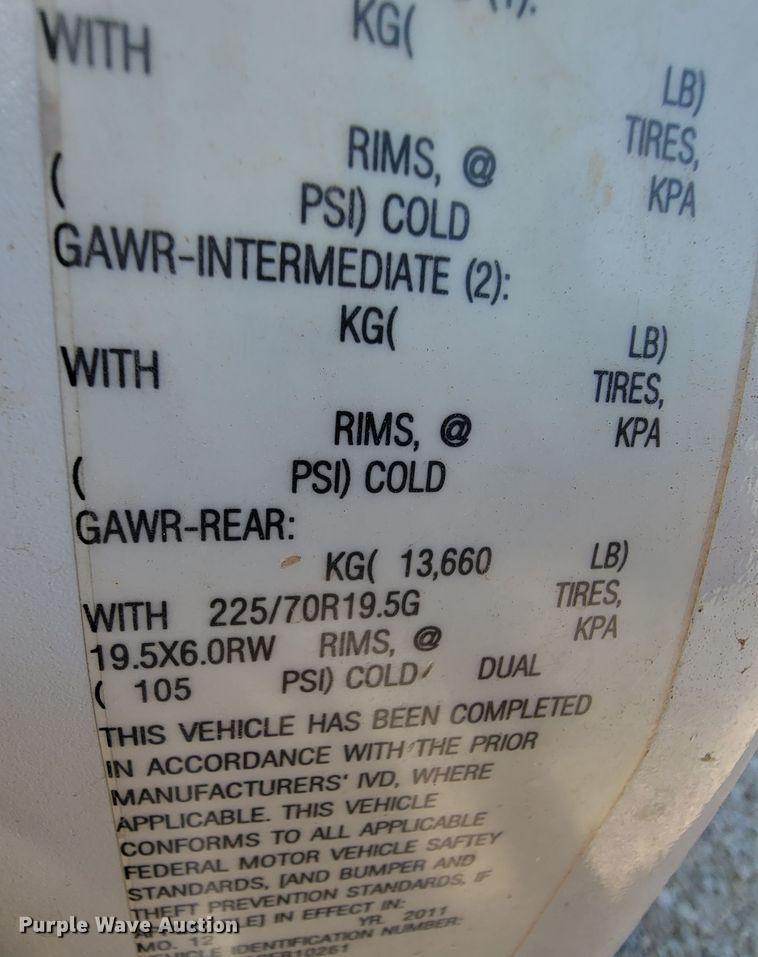 KG(
WITH LB)
RIMS, @ TIRES,
( PSI) COLD KPA
GAWR-INTERMEDIATE (2):
KG( LB)
WITH TIRES,
RIMS, @ KPA
( PSI) COLD
GAWR-REAR:
KG( 13,660 LB)
WITH 225/70R19.5G TIRES,
19.5X6.0RW RIMS, @ KPA
( 105 PSI) COLD DUAL
THIS VEHICLE HAS BEEN COMPLETED
IN ACCORDANCE WITH THE PRIOR
MANUFACTURERS' IVD, WHERE
APPLICABLE. THIS VEHICLE
CONFORMS TO ALL APPLICABLE
FEDERAL MOTOR VEHICLE SAFTEY
STANDARDS, [AND BUMPER AND
THEFT PREVENTION STANDARDS, IF
LE] IN EFFECT IN:
MO. 12 YR. 2011
VEHICLE IDENTIFICATION NUMBER:
Purple Wave Auction